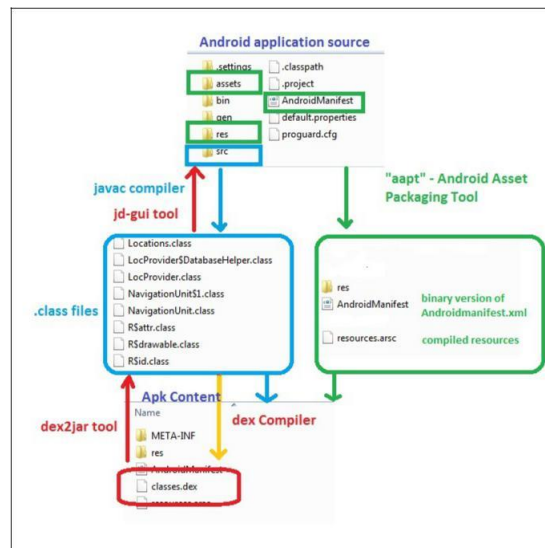 Android application source
.settings
.classpath
assets
.project
bin
AndroidManifest
gen
default.properties
res
proguard.cfg
src
javac compiler
jd-gui tool
"aapt" - Android Asset
Packaging Tool
.class files
Locations.class
LocProvider$DatabaseHelper.class
LocProvider.class
NavigationUnit$1.class
NavigationUnit.class
R$attr.class
R$drawable.class
R$id.class
res
AndroidManifest
binary version of
Androidmanifest.xml
resources.arsc
compiled resources
Apk Content
dex Compiler
dex2jar tool
Name
META-INF
res
AndroidManifest
classes.dex
resources.arsc